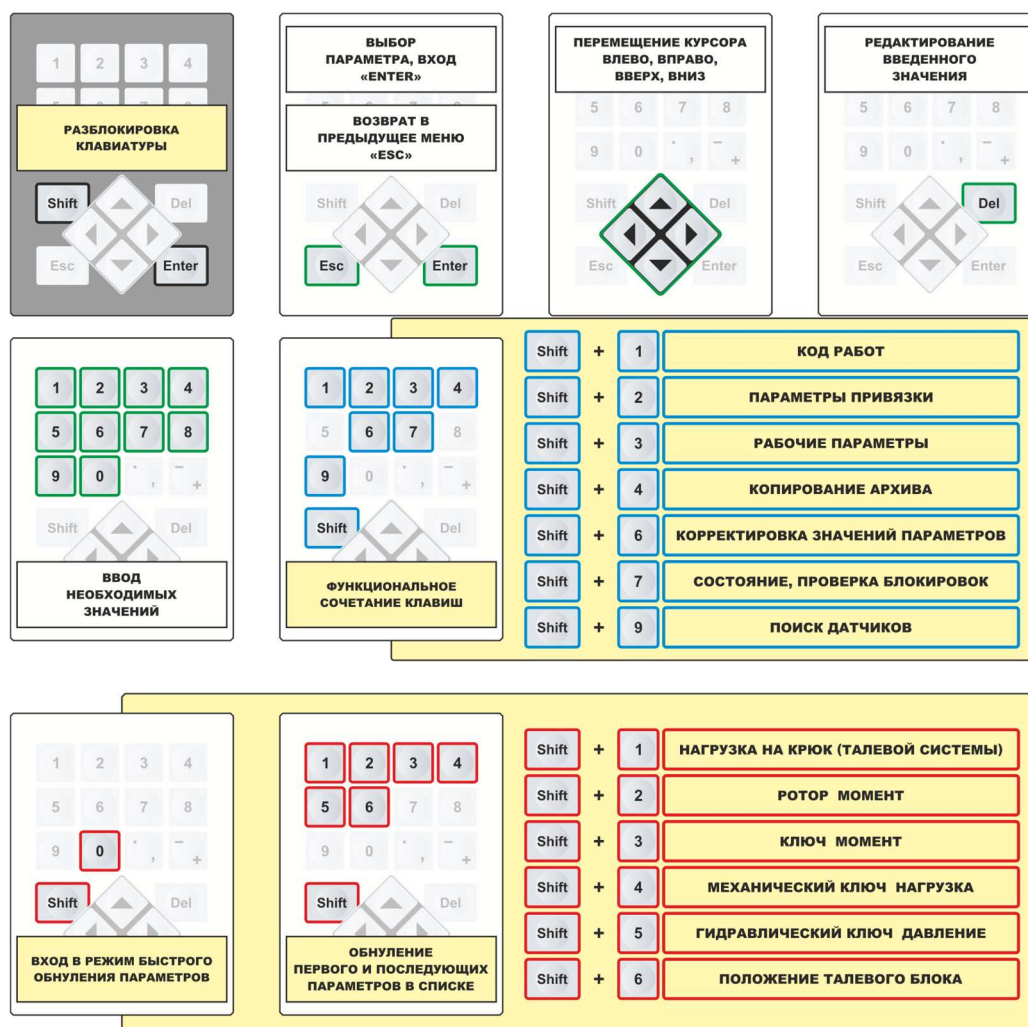 1 2 3 4
5 6 7 8
РАЗБЛОКИРОВКА
КЛАВИАТУРЫ
Shift Del
Esc Enter
ВЫБОР
ПАРАМЕТРА, ВХОД
«ENTER»
ВОЗВРАТ В
ПРЕДЫДУЩЕЕ МЕНЮ
«ESC»
Shift Del
Esc Enter
ПЕРЕМЕЩЕНИЕ КУРСОРА
ВЛЕВО, ВПРАВО,
ВВЕРХ, ВНИЗ
5 6 7 8
9 0 . , − +
Shift Del
Esc Enter
РЕДАКТИРОВАНИЕ
ВВЕДЕННОГО
ЗНАЧЕНИЯ
5 6 7 8
9 0 . , − +
Shift Del
Esc Enter
1 2 3 4
5 6 7 8
9 0 . , − +
Shift Del
ВВОД
НЕОБХОДИМЫХ
ЗНАЧЕНИЙ
1 2 3 4
5 6 7 8
9 0 . , − +
Shift Del
ФУНКЦИОНАЛЬНОЕ
СОЧЕТАНИЕ КЛАВИШ
Shift + 1 КОД РАБОТ
Shift + 2 ПАРАМЕТРЫ ПРИВЯЗКИ
Shift + 3 РАБОЧИЕ ПАРАМЕТРЫ
Shift + 4 КОПИРОВАНИЕ АРХИВА
Shift + 6 КОРРЕКТИРОВКА ЗНАЧЕНИЙ ПАРАМЕТРОВ
Shift + 7 СОСТОЯНИЕ, ПРОВЕРКА БЛОКИРОВОК
Shift + 9 ПОИСК ДАТЧИКОВ
1 2 3 4
5 6 7 8
9 0 . , − +
Shift Del
ВХОД В РЕЖИМ БЫСТРОГО
ОБНУЛЕНИЯ ПАРАМЕТРОВ
1 2 3 4
5 6 7 8
9 0 . , − +
Shift Del
ОБНУЛЕНИЕ
ПЕРВОГО И ПОСЛЕДУЮЩИХ
ПАРАМЕТРОВ В СПИСКЕ
Shift + 1 НАГРУЗКА НА КРЮК (ТАЛЕВОЙ СИСТЕМЫ)
Shift + 2 РОТОР МОМЕНТ
Shift + 3 КЛЮЧ МОМЕНТ
Shift + 4 МЕХАНИЧЕСКИЙ КЛЮЧ НАГРУЗКА
Shift + 5 ГИДРАВЛИЧЕСКИЙ КЛЮЧ ДАВЛЕНИЕ
Shift + 6 ПОЛОЖЕНИЕ ТАЛЕВОГО БЛОКА